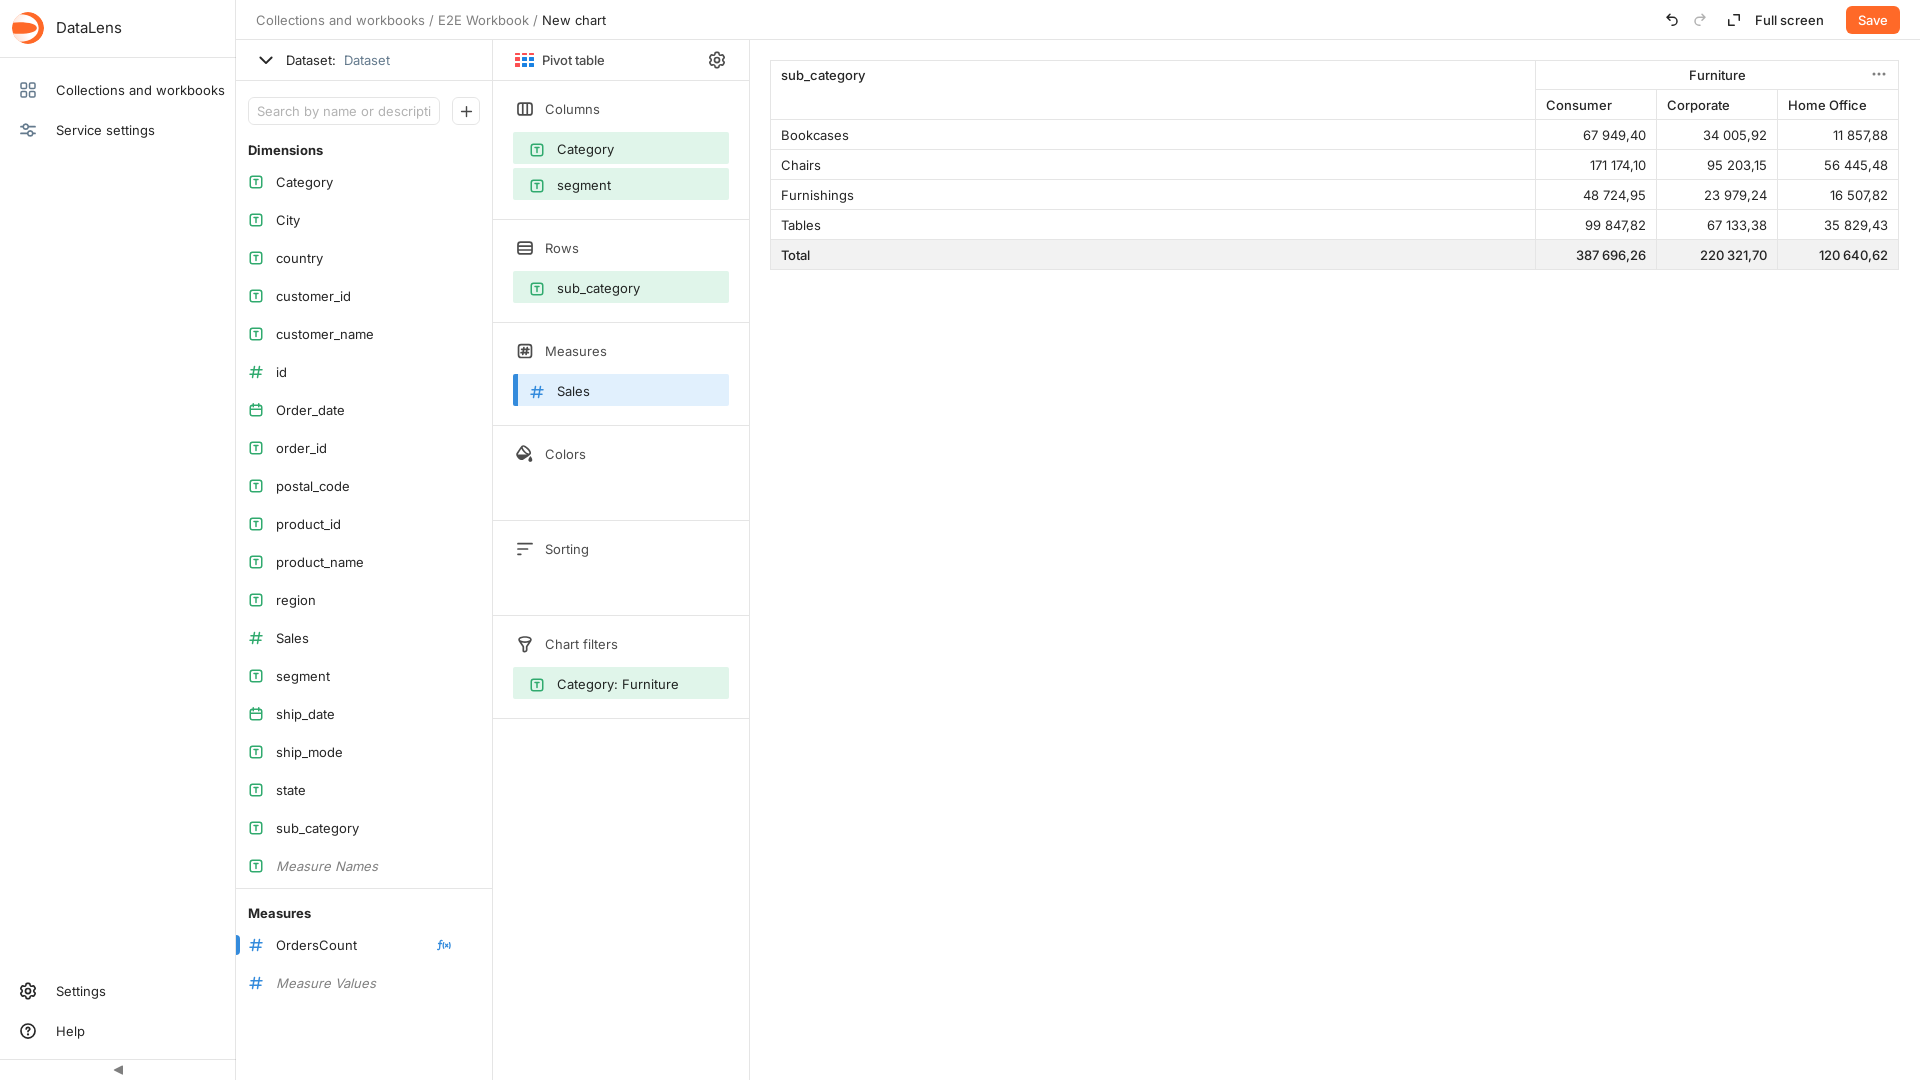 DataLens
Collections and workbooks
Service settings
Settings
Help
Collections and workbooks / E2E Workbook / New chart
Full screen
Save
Dataset: Dataset
Search by name or descripti
Dimensions
Category
City
country
customer_id
customer_name
id
Order_date
order_id
postal_code
product_id
product_name
region
Sales
segment
ship_date
ship_mode
state
sub_category
Measure Names
Measures
OrdersCount
f(x)
Measure Values
Pivot table
Columns
Category
segment
Rows
sub_category
Measures
Sales
Colors
Sorting
Chart filters
Category: Furniture
sub_category Furniture
Consumer Corporate Home Office
Bookcases 67 949,40 34 005,92 11 857,88
Chairs 171 174,10 95 203,15 56 445,48
Furnishings 48 724,95 23 979,24 16 507,82
Tables 99 847,82 67 133,38 35 829,43
Total 387 696,26 220 321,70 120 640,62